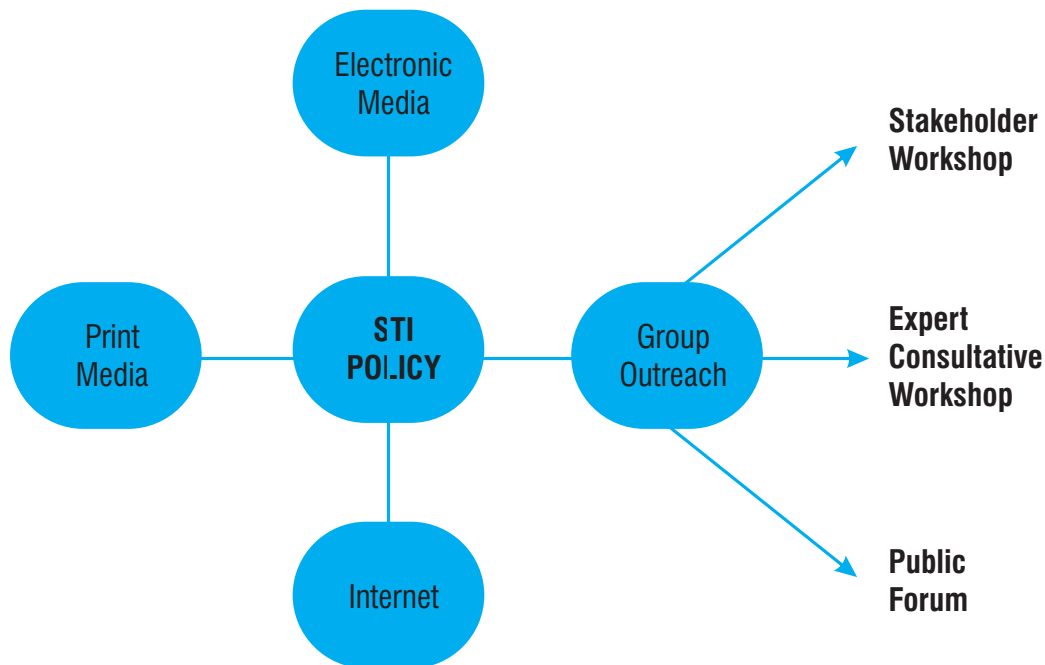 Electronic
Media
Stakeholder
Workshop
Print
Media
STI
POLICY
Group
Outreach
Expert
Consultative
Workshop
Internet
Public
Forum